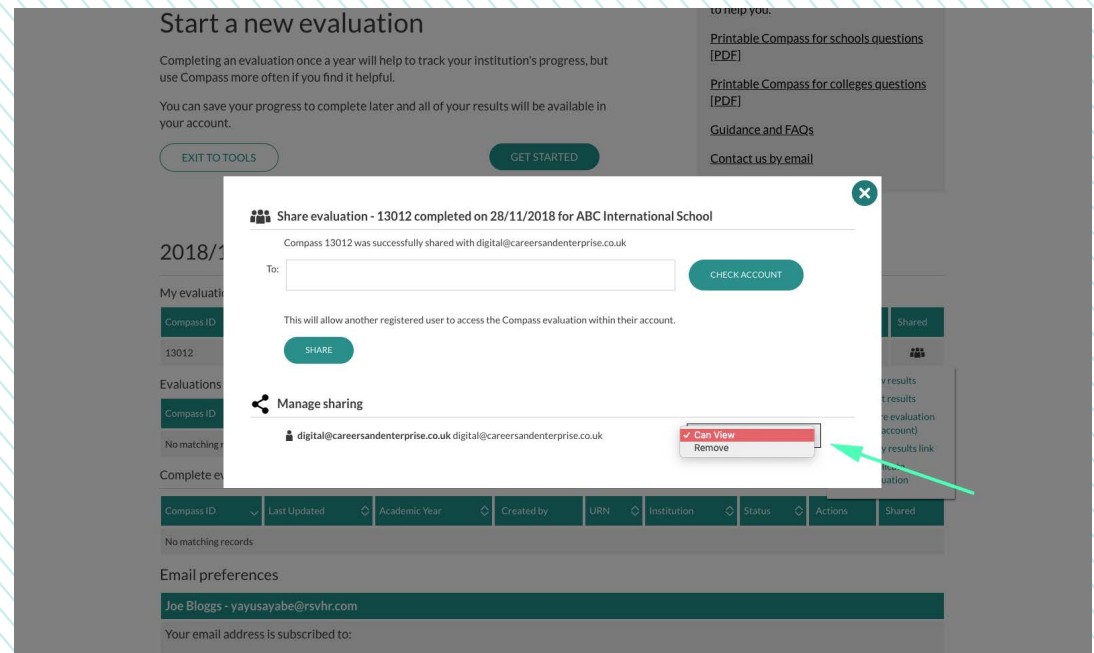 Start a new evaluation
Completing an evaluation once a year will help to track your institution's progress, but
use Compass more often if you find it helpful.
You can save your progress to complete later and all of your results will be available in
your account.
EXIT TO TOOLS
GET STARTED
to help you.
Printable Compass for schools questions
[PDF]
Printable Compass for colleges questions
[PDF]
Guidance and FAQs
Contact us by email
Share evaluation - 13012 completed on 28/11/2018 for ABC International School
Compass 13012 was successfully shared with digital@careersandenterprise.co.uk
To:
CHECK ACCOUNT
This will allow another registered user to access the Compass evaluation within their account.
SHARE
Manage sharing
digital@careersandenterprise.co.uk digital@careersandenterprise.co.uk
✓ Can View
Remove
2018/1
My evaluatio
Compass ID
Shared
13012
results
results
evaluation
account)
results link
Evaluations
Compass ID
No matching r
Complete ev
Compass ID Last Updated Academic Year Created by URN Institution Status Actions Shared
No matching records
Email preferences
Joe Bloggs - yayusayabe@rsvhr.com
Your email address is subscribed to: